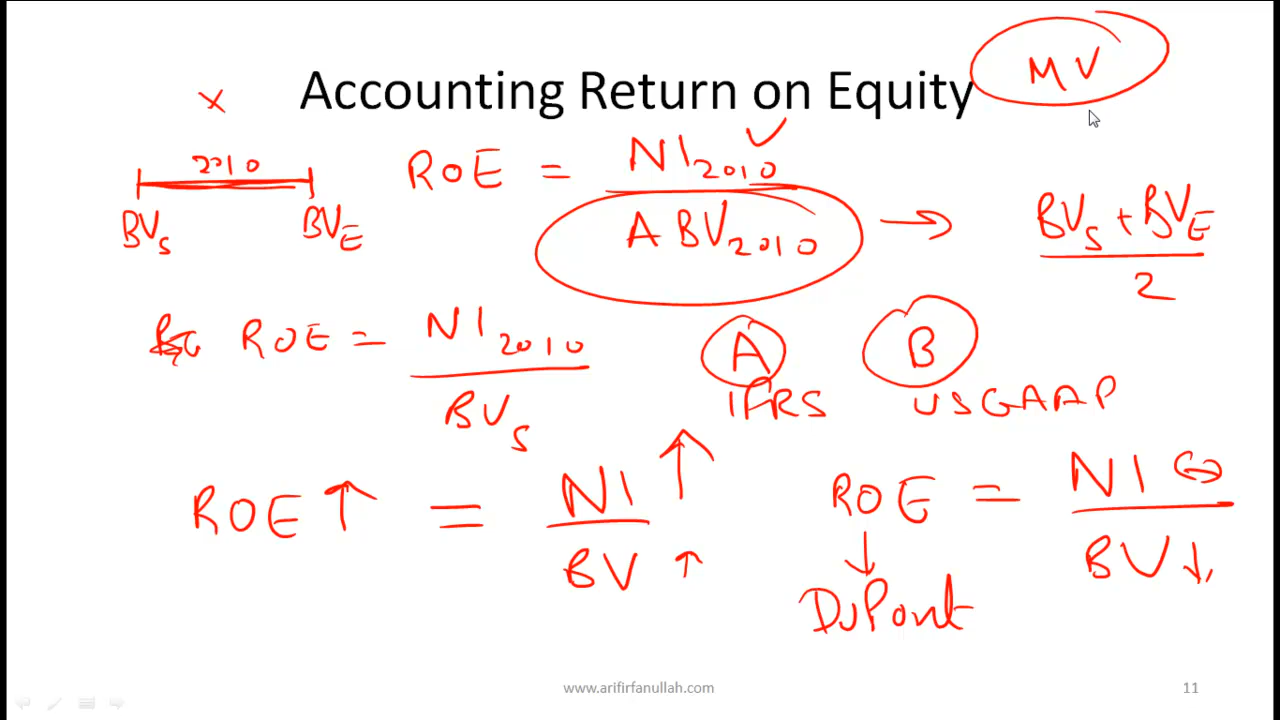 MV
Accounting Return on Equity
x
2010
BVS BVE
ROE = NI2010 / ABV2010 → BVS + BVE / 2
ROE = NI2010 / BVS
A B
IFRS USGAAP
ROE ↑ = NI ↑ / BV ↑
ROE = NI ↔ / BV ↓
↓
DuPont
www.arifirfanullah.com
11